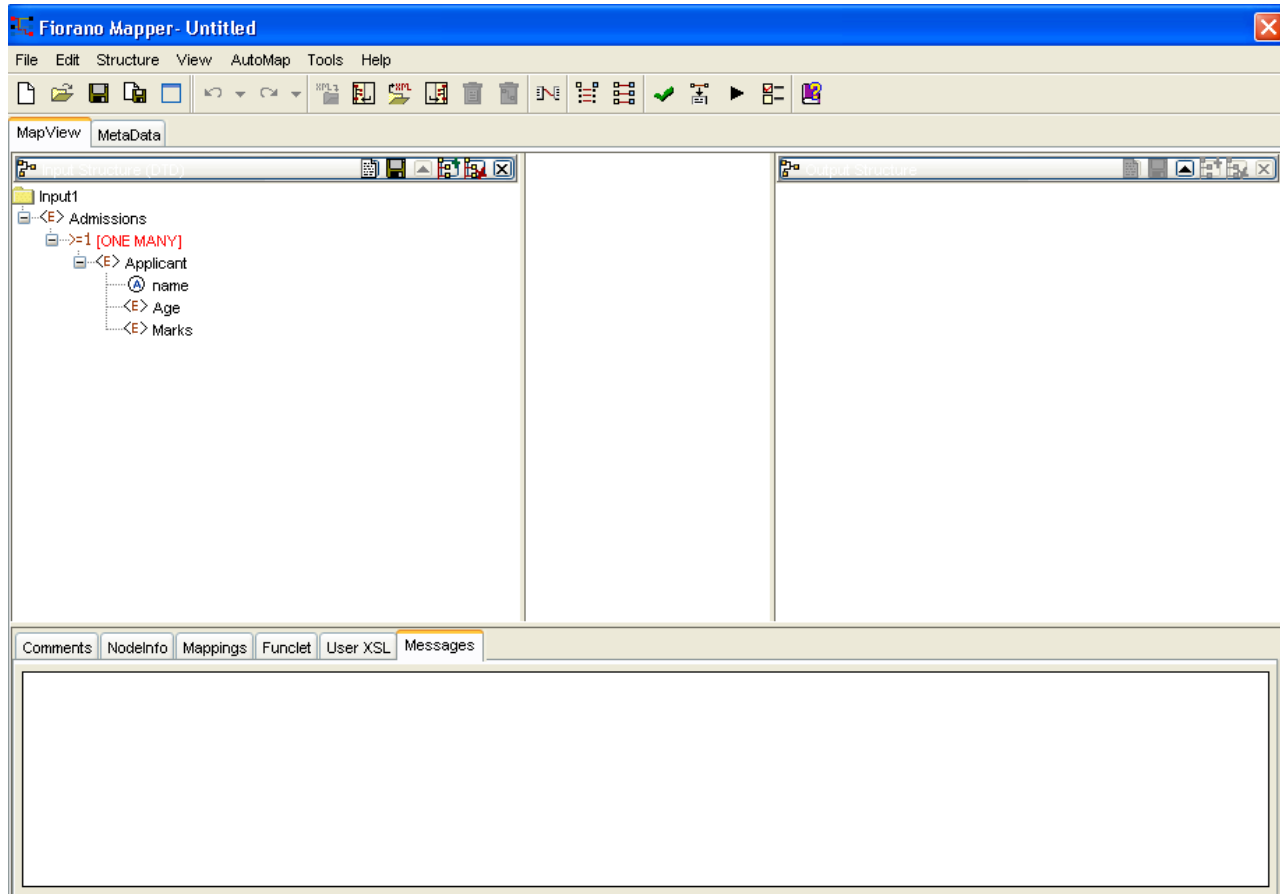 Fiorano Mapper- Untitled
File Edit Structure View AutoMap Tools Help
MapView MetaData
Input Structure (DTD)
Output Structure
Input1
<E> Admissions
>=1 [ONE MANY]
<E> Applicant
A name
<E> Age
<E> Marks
Comments NodeInfo Mappings Funclet User XSL Messages